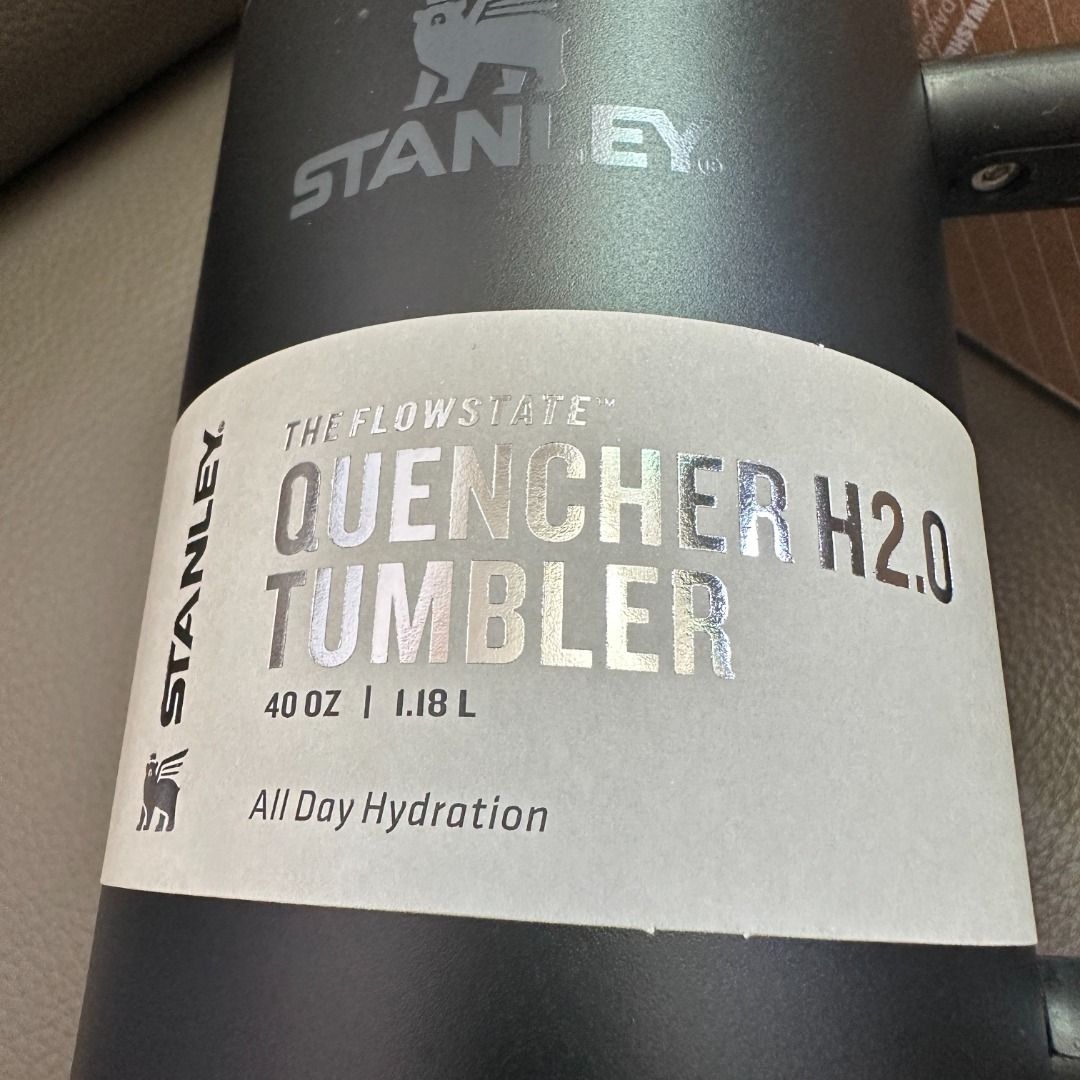 STANLEY®
THE FLOWSTATE™
QUENCHER H2.0
TUMBLER
40 OZ | 1.18 L
All Day Hydration
STANLEY®